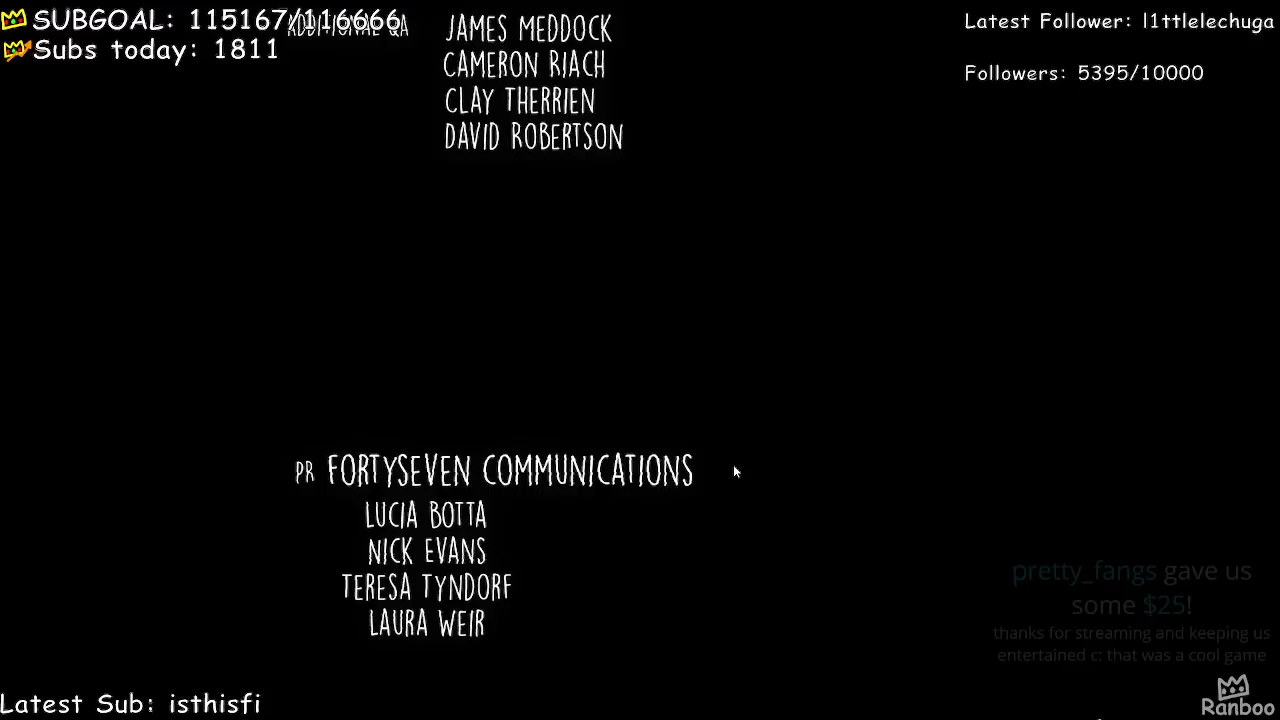 SUBGOAL: 115167/116666
Subs today: 1811
ADDITIONAL QA
JAMES MEDDOCK
CAMERON RIACH
CLAY THERRIEN
DAVID ROBERTSON
Latest Follower: l1ttlelechuga
Followers: 5395/10000
PR FORTYSEVEN COMMUNICATIONS
LUCIA BOTTA
NICK EVANS
TERESA TYNDORF
LAURA WEIR
pretty_fangs gave us
some $25!
thanks for streaming and keeping us
entertained c: that was a cool game
Latest Sub: isthisfi
Ranboo